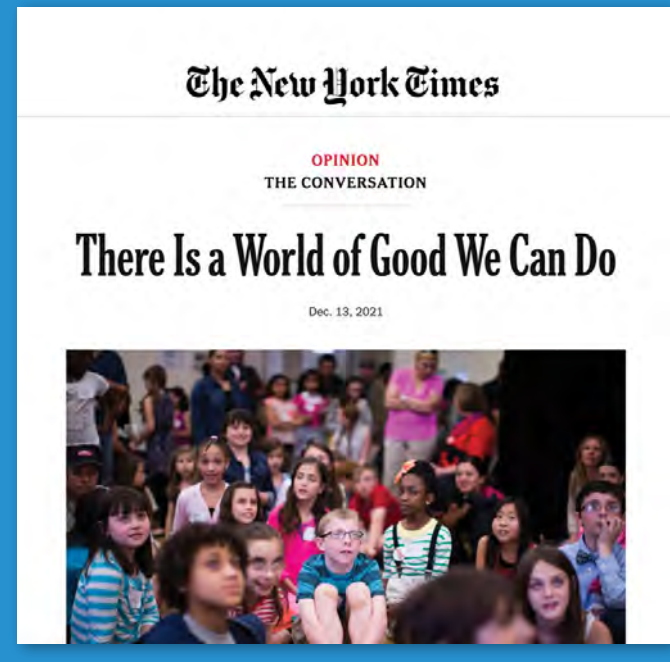 The New York Times
OPINION
THE CONVERSATION
There Is a World of Good We Can Do
Dec. 13, 2021